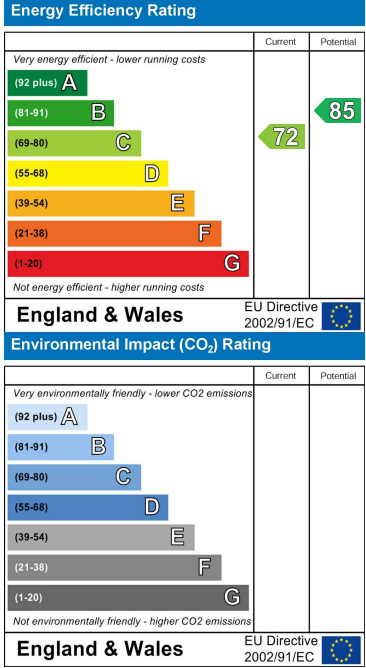 Energy Efficiency Rating
Current Potential
Very energy efficient - lower running costs
(92 plus) A
(81-91) B
(69-80) C
(55-68) D
(39-54) E
(21-38) F
(1-20) G
72
85
Not energy efficient - higher running costs
England & Wales
EU Directive
2002/91/EC
Environmental Impact (CO₂) Rating
Current Potential
Very environmentally friendly - lower CO2 emissions
(92 plus) A
(81-91) B
(69-80) C
(55-68) D
(39-54) E
(21-38) F
(1-20) G
Not environmentally friendly - higher CO2 emissions
England & Wales
EU Directive
2002/91/EC